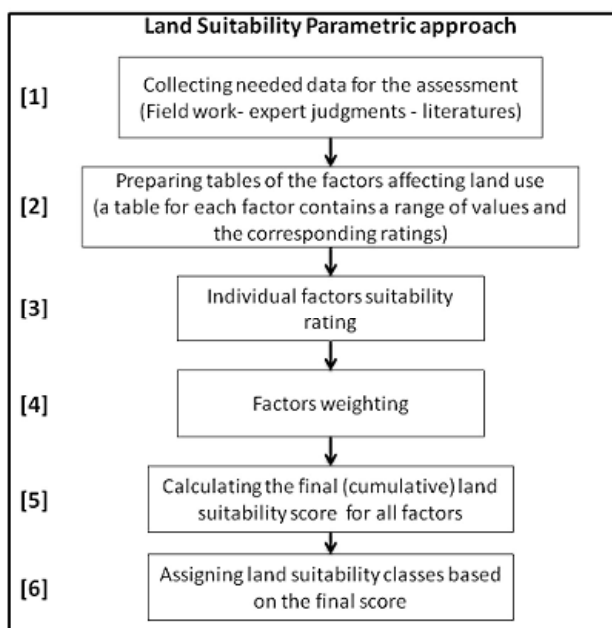 Land Suitability Parametric approach
[1]
Collecting needed data for the assessment
(Field work- expert judgments - literatures)
[2]
Preparing tables of the factors affecting land use
(a table for each factor contains a range of values and
the corresponding ratings)
[3]
Individual factors suitability
rating
[4]
Factors weighting
[5]
Calculating the final (cumulative) land
suitability score for all factors
[6]
Assigning land suitability classes based
on the final score